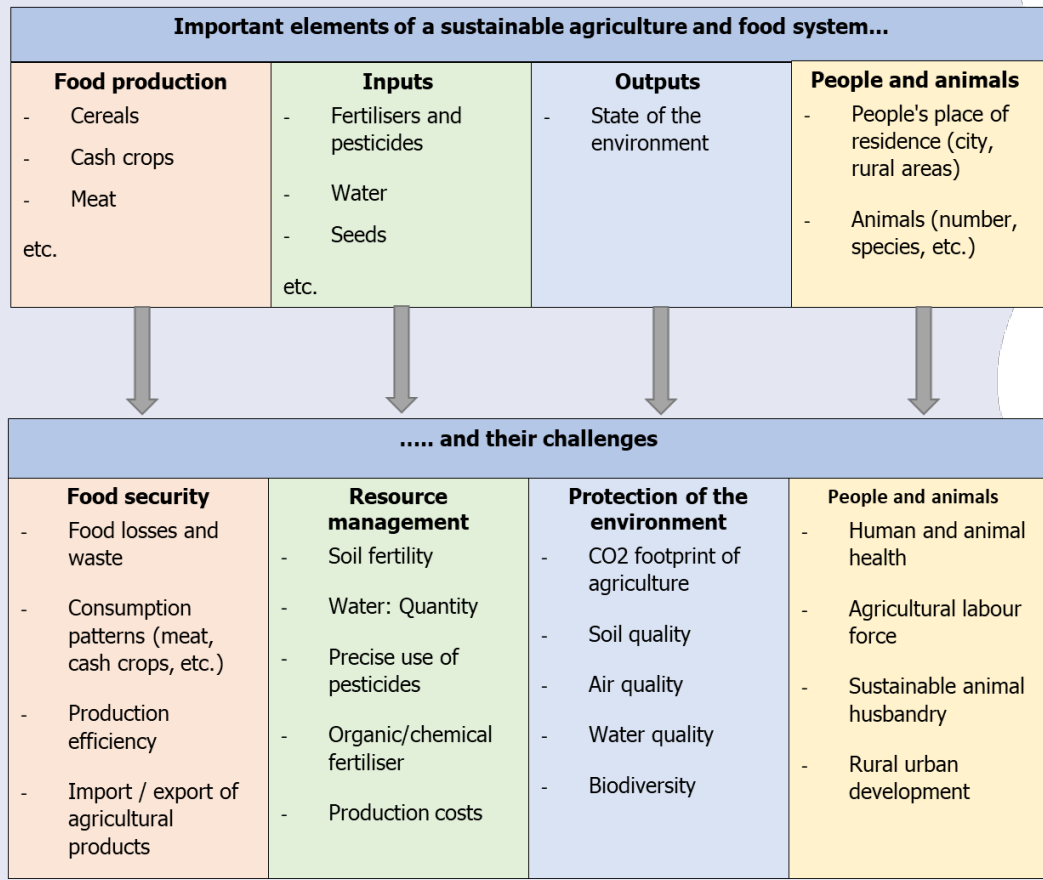 Important elements of a sustainable agriculture and food system...
Food production
- Cereals
- Cash crops
- Meat
etc.
Inputs
- Fertilisers and
pesticides
- Water
- Seeds
etc.
Outputs
- State of the
environment
People and animals
- People's place of
residence (city,
rural areas)
- Animals (number,
species, etc.)
..... and their challenges
Food security
- Food losses and
waste
- Consumption
patterns (meat,
cash crops, etc.)
- Production
efficiency
- Import / export of
agricultural
products
Resource
management
- Soil fertility
- Water: Quantity
- Precise use of
pesticides
- Organic/chemical
fertiliser
- Production costs
Protection of the
environment
- CO2 footprint of
agriculture
- Soil quality
- Air quality
- Water quality
- Biodiversity
People and animals
- Human and animal
health
- Agricultural labour
force
- Sustainable animal
husbandry
- Rural urban
development